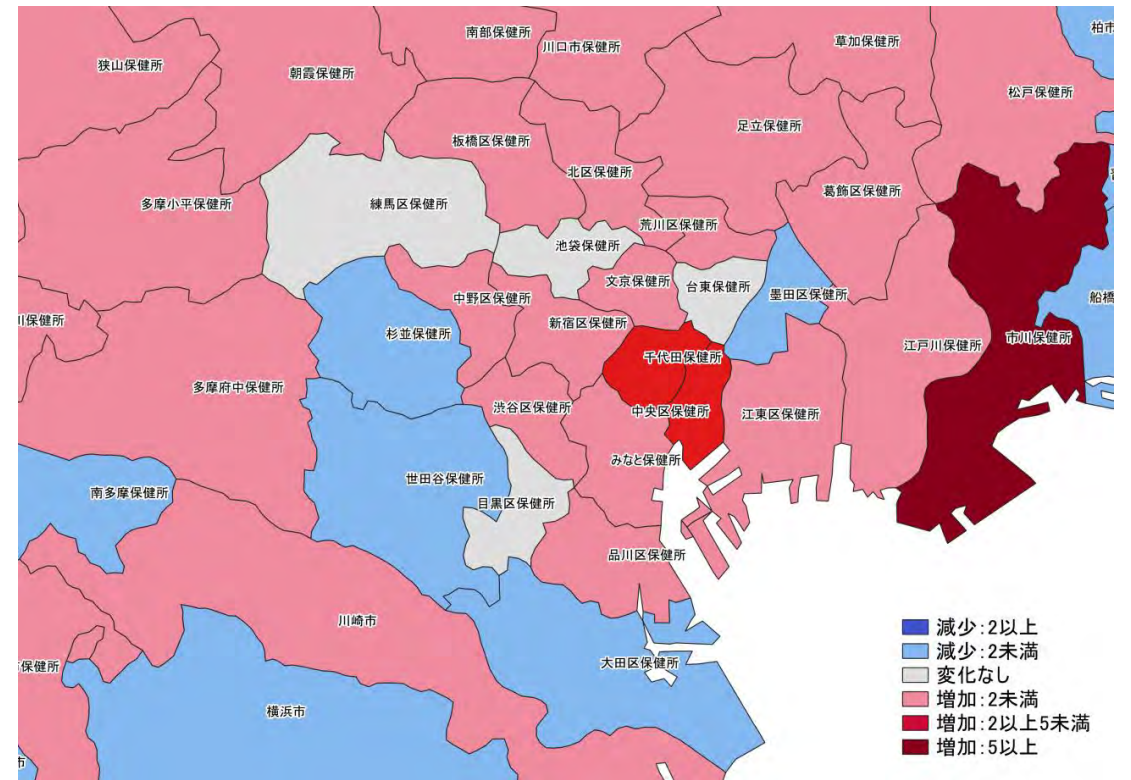 南部保健所
川口市保健所
草加保健所
柏市
狭山保健所
朝霞保健所
松戸保健所
板橋区保健所
足立保健所
北区保健所
葛飾区保健所
多摩小平保健所
練馬区保健所
荒川区保健所
池袋保健所
文京保健所
台東保健所
墨田区保健所
船橋
中野区保健所
川保健所
新宿区保健所
杉並保健所
市川保健所
江戸川保健所
千代田保健所
多摩府中保健所
渋谷区保健所
中央区保健所
江東区保健所
みなと保健所
世田谷保健所
南多摩保健所
目黒区保健所
品川区保健所
川崎市
大田区保健所
保健所
横浜市
市
減少:2以上
減少:2未満
変化なし
増加:2未満
増加:2以上5未満
増加:5以上